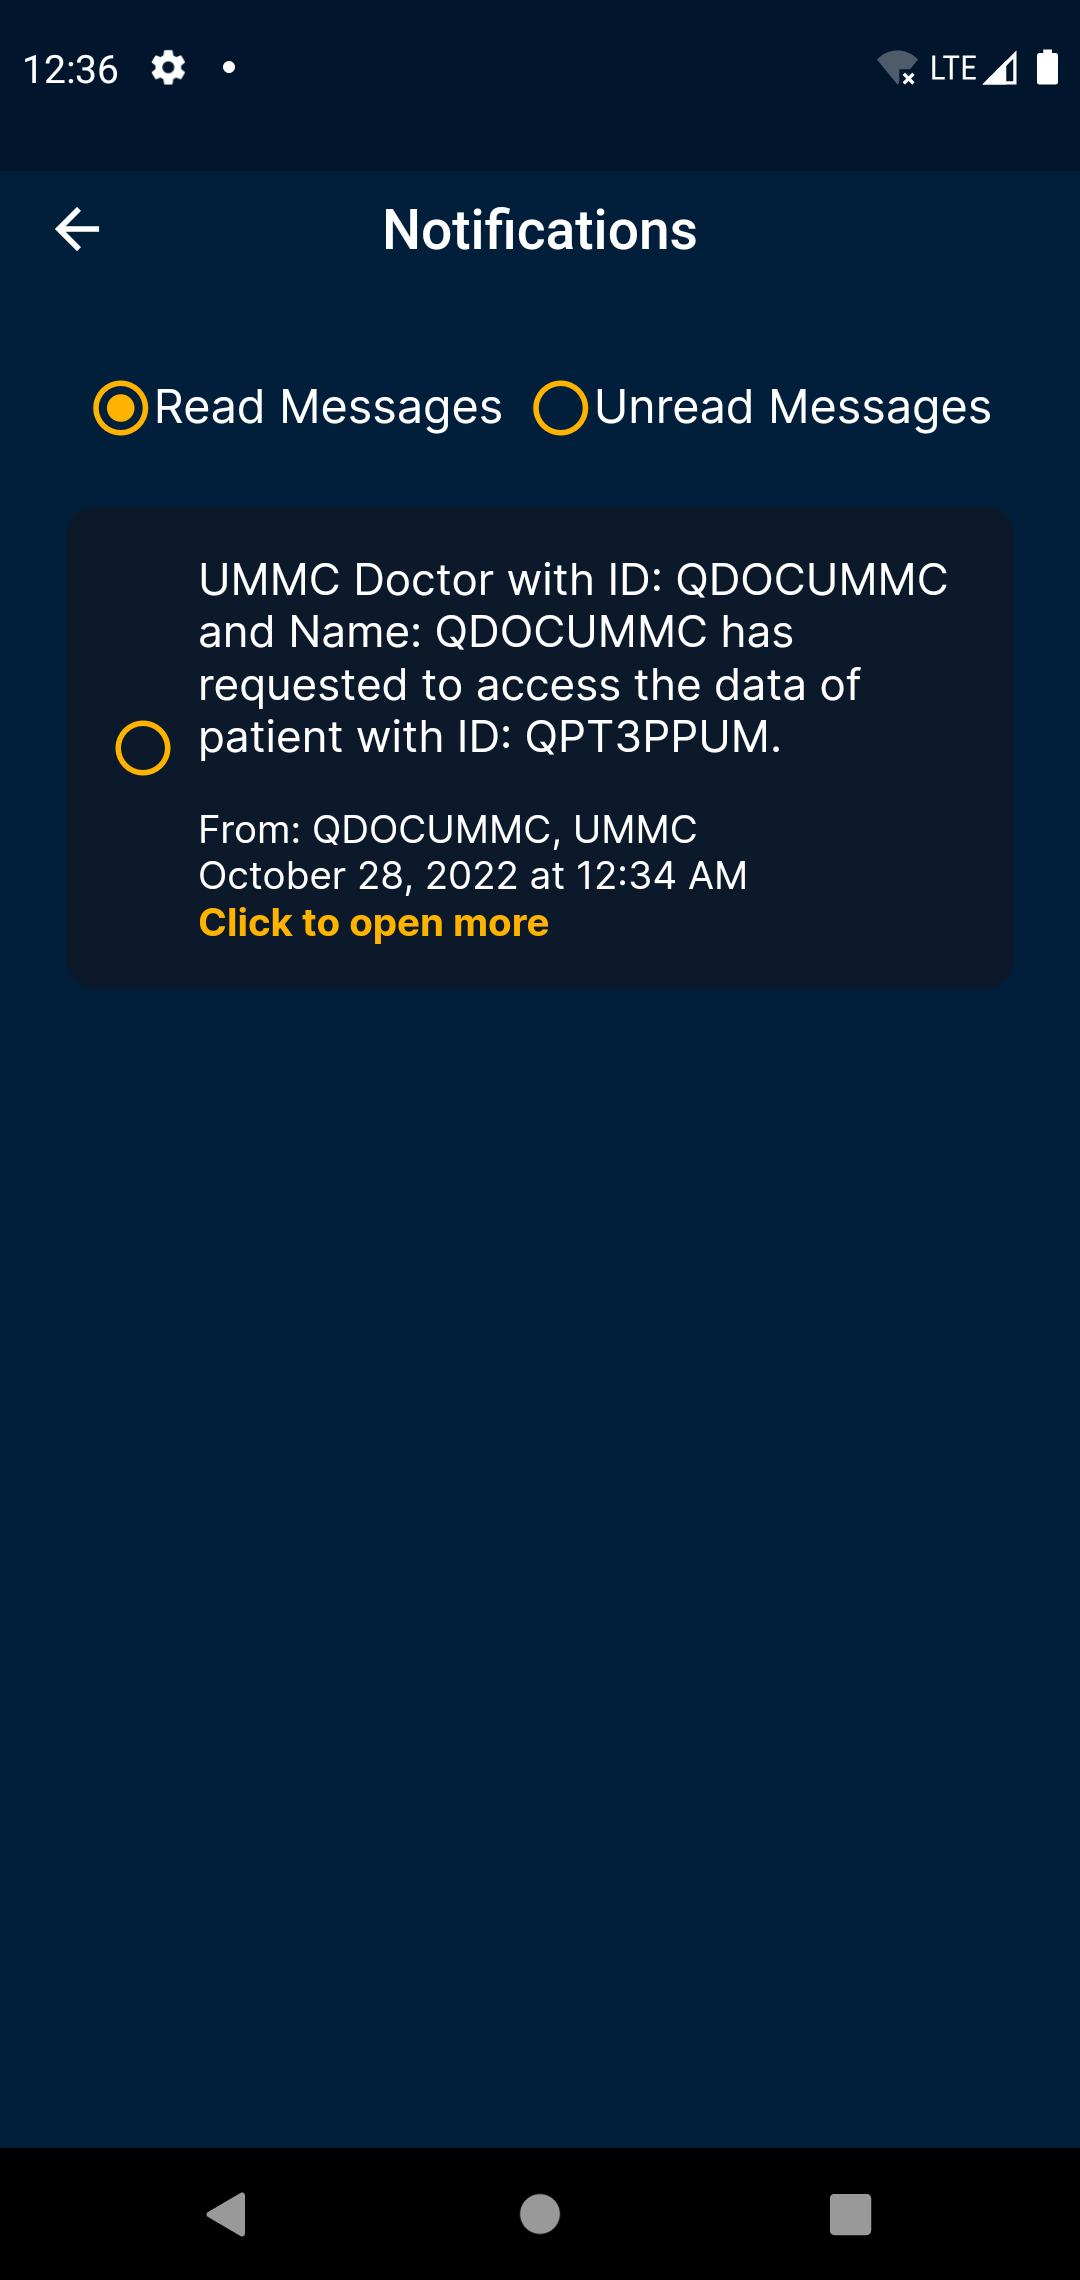 12:36
LTE
Notifications
Read Messages Unread Messages
UMMC Doctor with ID: QDOCUMMC
and Name: QDOCUMMC has
requested to access the data of
patient with ID: QPT3PPUM.
From: QDOCUMMC, UMMC
October 28, 2022 at 12:34 AM
Click to open more